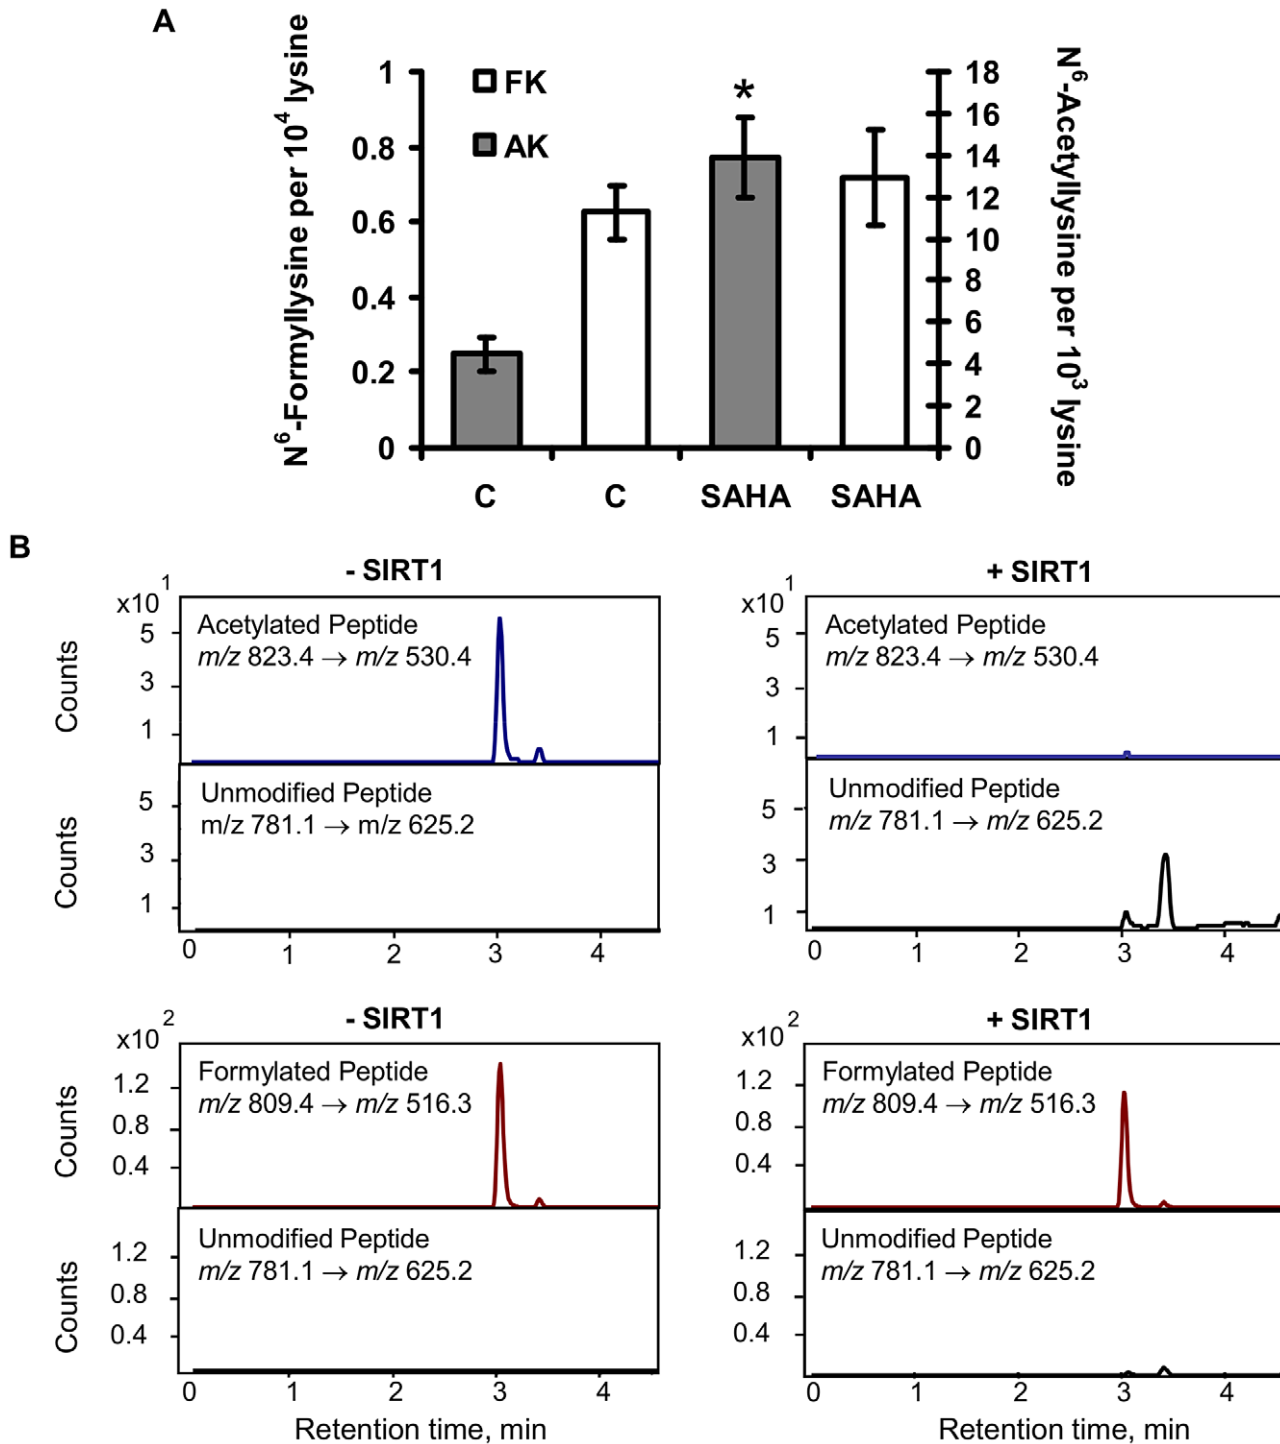 A
N6-Formyllysine per 104 lysine
1
0.8
0.6
0.4
0.2
0
FK
AK
*
18
16
14
12
10
8
6
4
2
0
N6-Acetyllysine per 103 lysine
C C SAHA SAHA
B
- SIRT1
x10 1
Counts
5
3
1
Acetylated Peptide
m/z 823.4 → m/z 530.4
Counts
5
3
1
Unmodified Peptide
m/z 781.1 → m/z 625.2
0 1 2 3 4
+ SIRT1
x10 1
5
3
1
Acetylated Peptide
m/z 823.4 → m/z 530.4
5
3
1
Unmodified Peptide
m/z 781.1 → m/z 625.2
0 1 2 3 4
- SIRT1
x10 2
Counts
1.2
0.8
0.4
Formylated Peptide
m/z 809.4 → m/z 516.3
Counts
1.2
0.8
0.4
Unmodified Peptide
m/z 781.1 → m/z 625.2
0 1 2 3 4
Retention time, min
+ SIRT1
x10 2
1.2
0.8
0.4
Formylated Peptide
m/z 809.4 → m/z 516.3
1.2
0.8
0.4
Unmodified Peptide
m/z 781.1 → m/z 625.2
0 1 2 3 4
Retention time, min